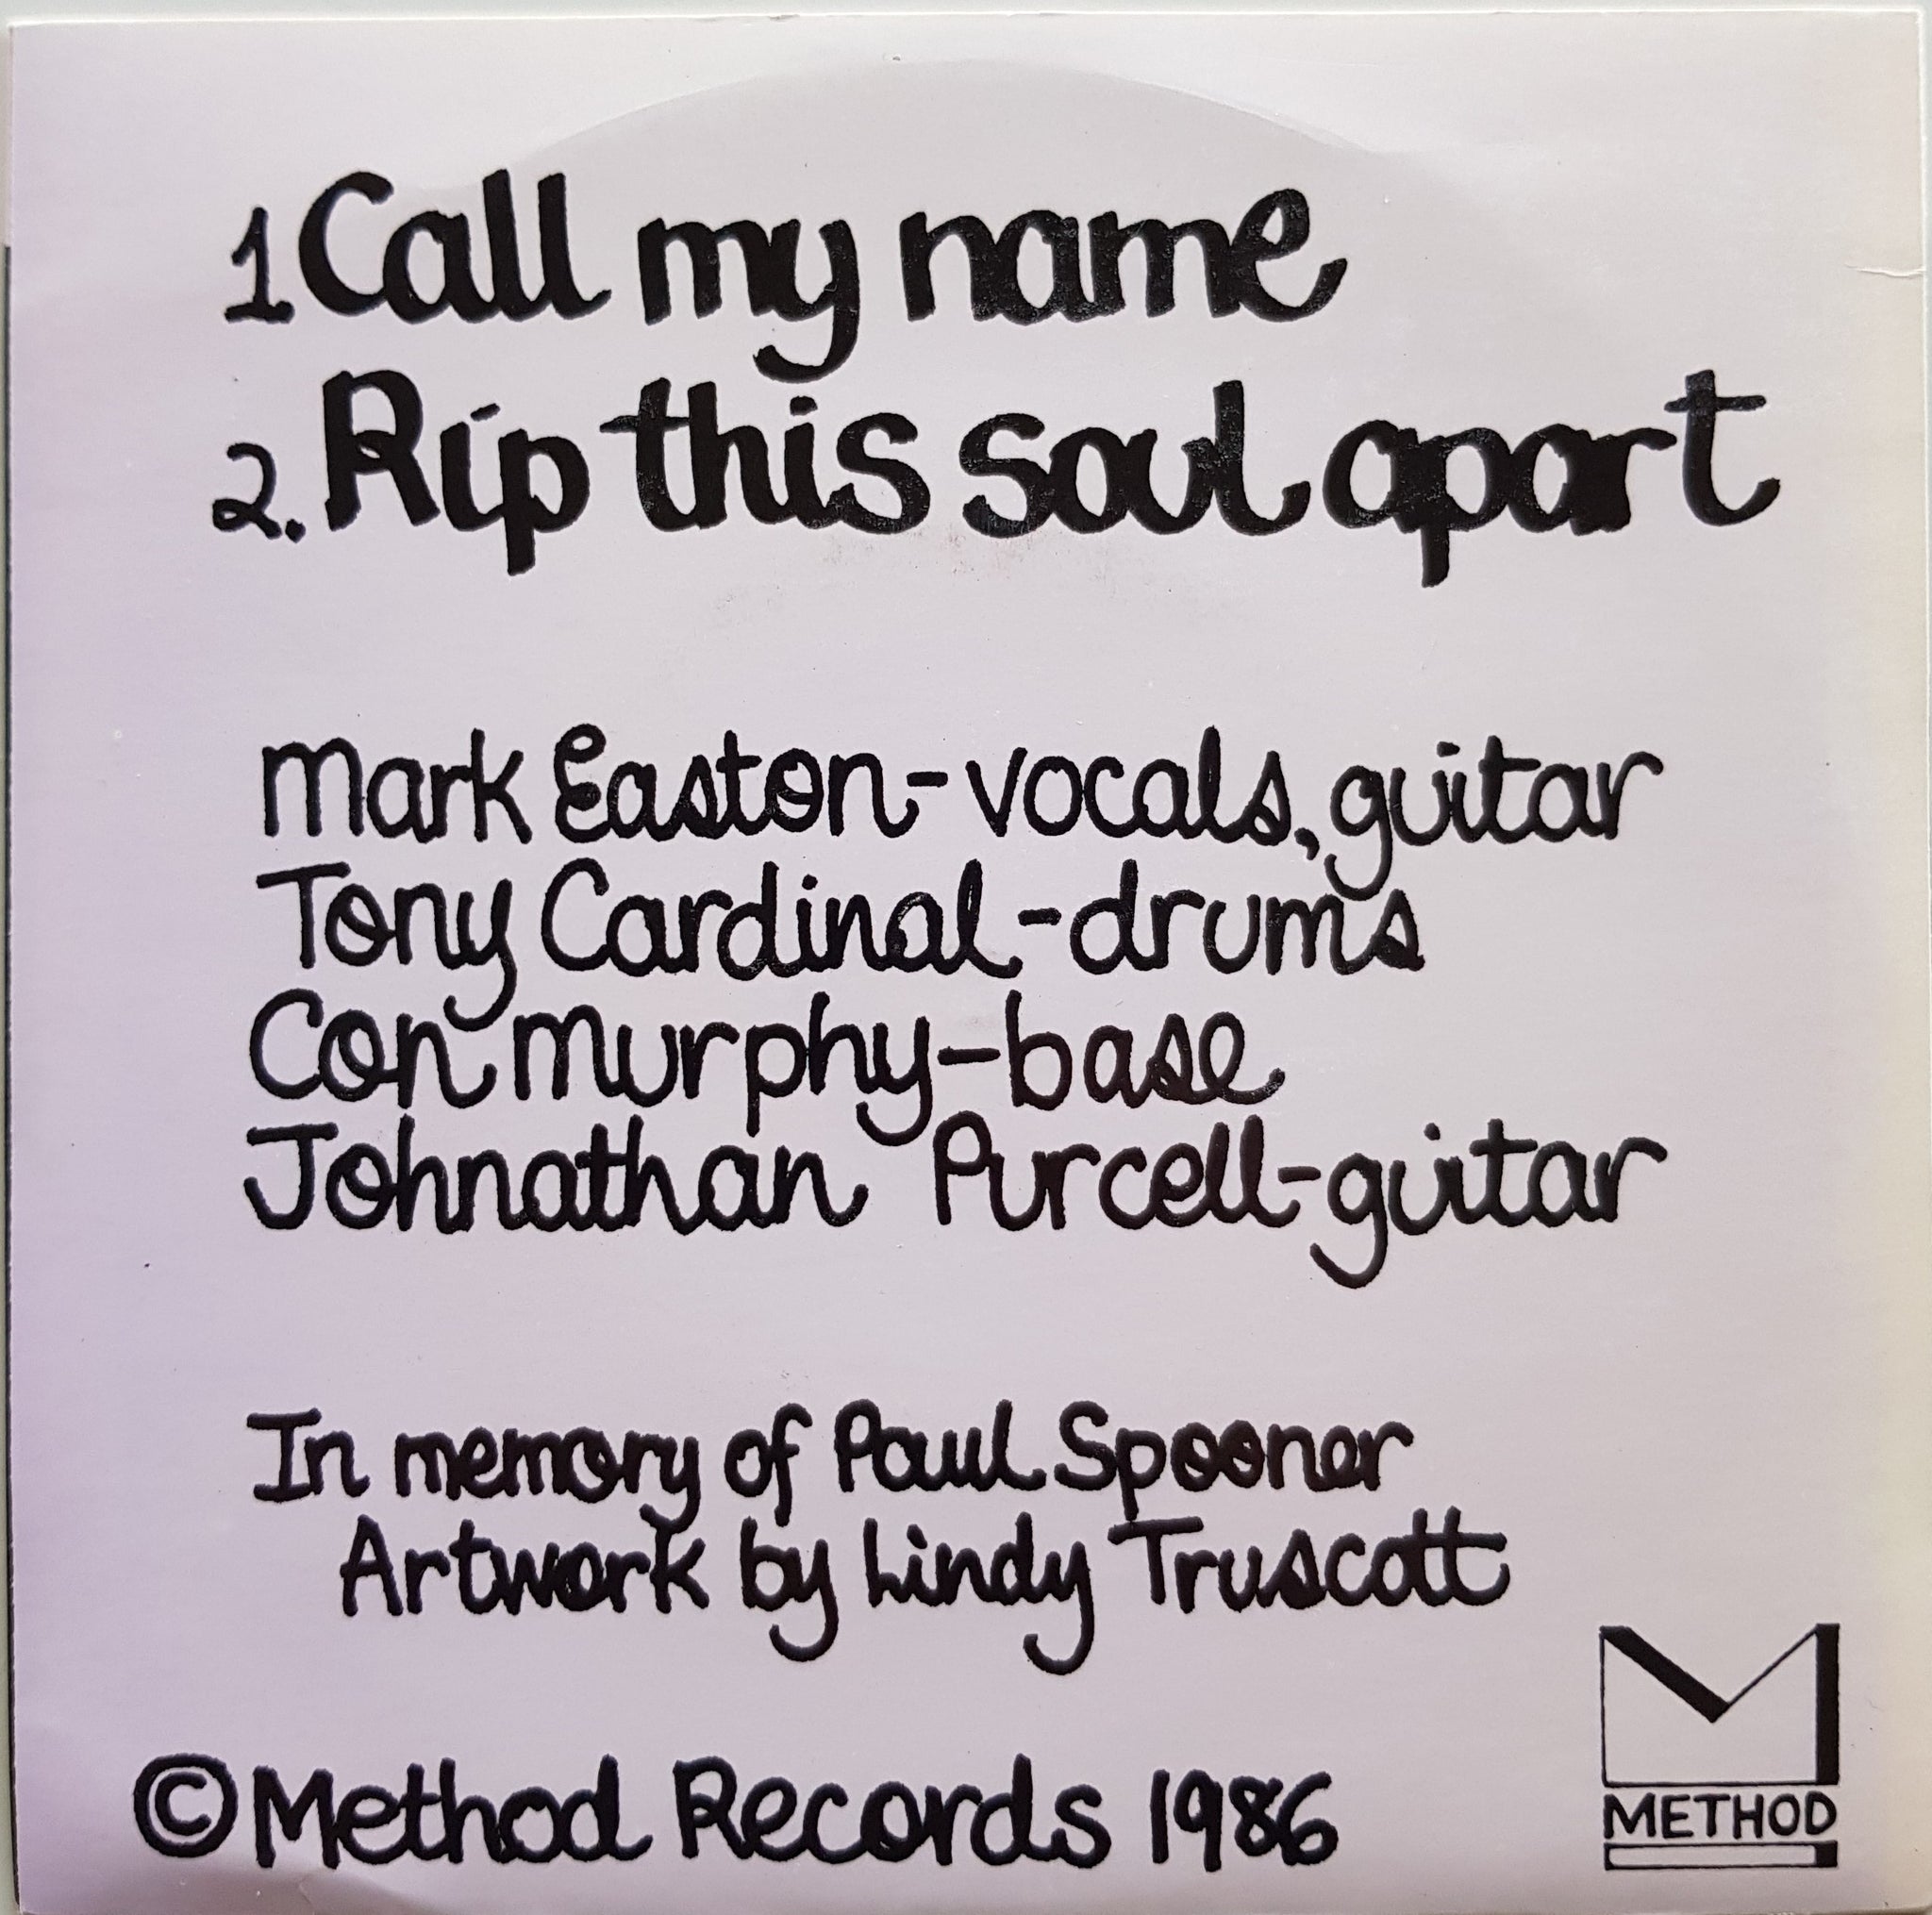 1 Call my name
2. Rip this soul apart
Mark Easton-vocals, guitar
Tony Cardinal-drums
Con Murphy-base
Johnathan Purcell-guitar
In memory of Paul Spooner
Artwork by Lindy Truscott
© Method Records 1986
METHOD